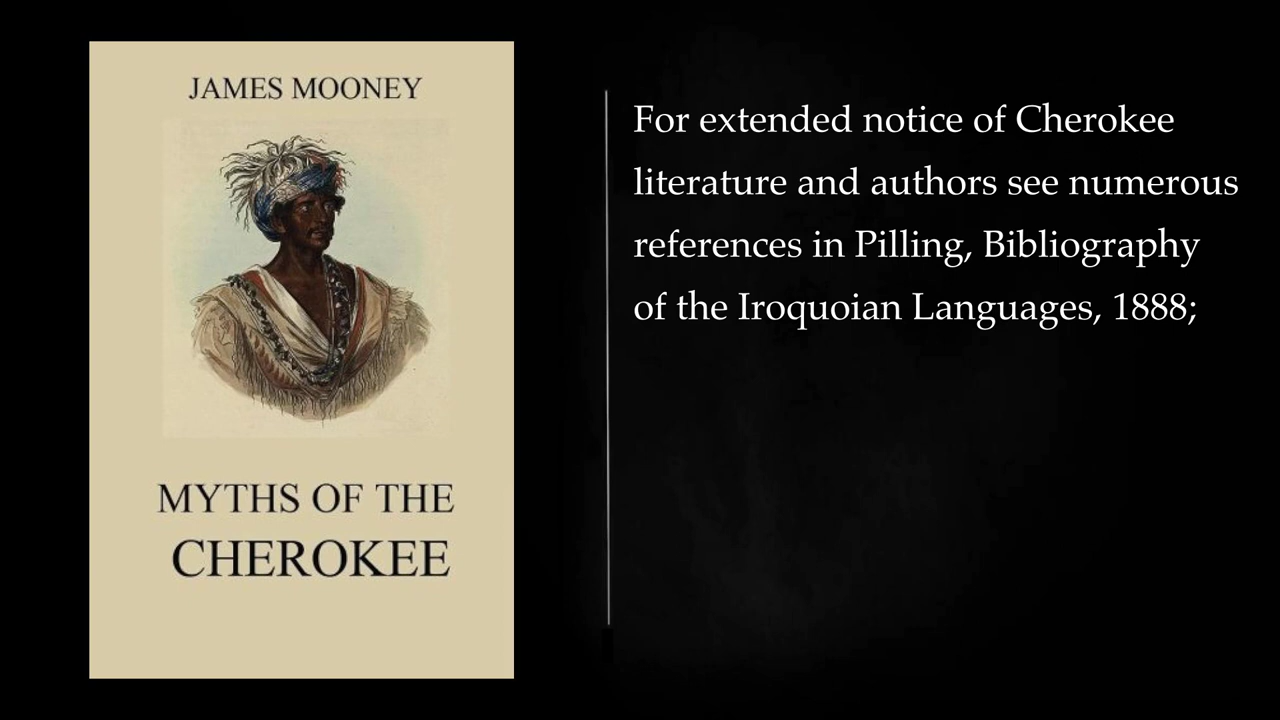 JAMES MOONEY
MYTHS OF THE
CHEROKEE
For extended notice of Cherokee
literature and authors see numerous
references in Pilling, Bibliography
of the Iroquoian Languages, 1888;